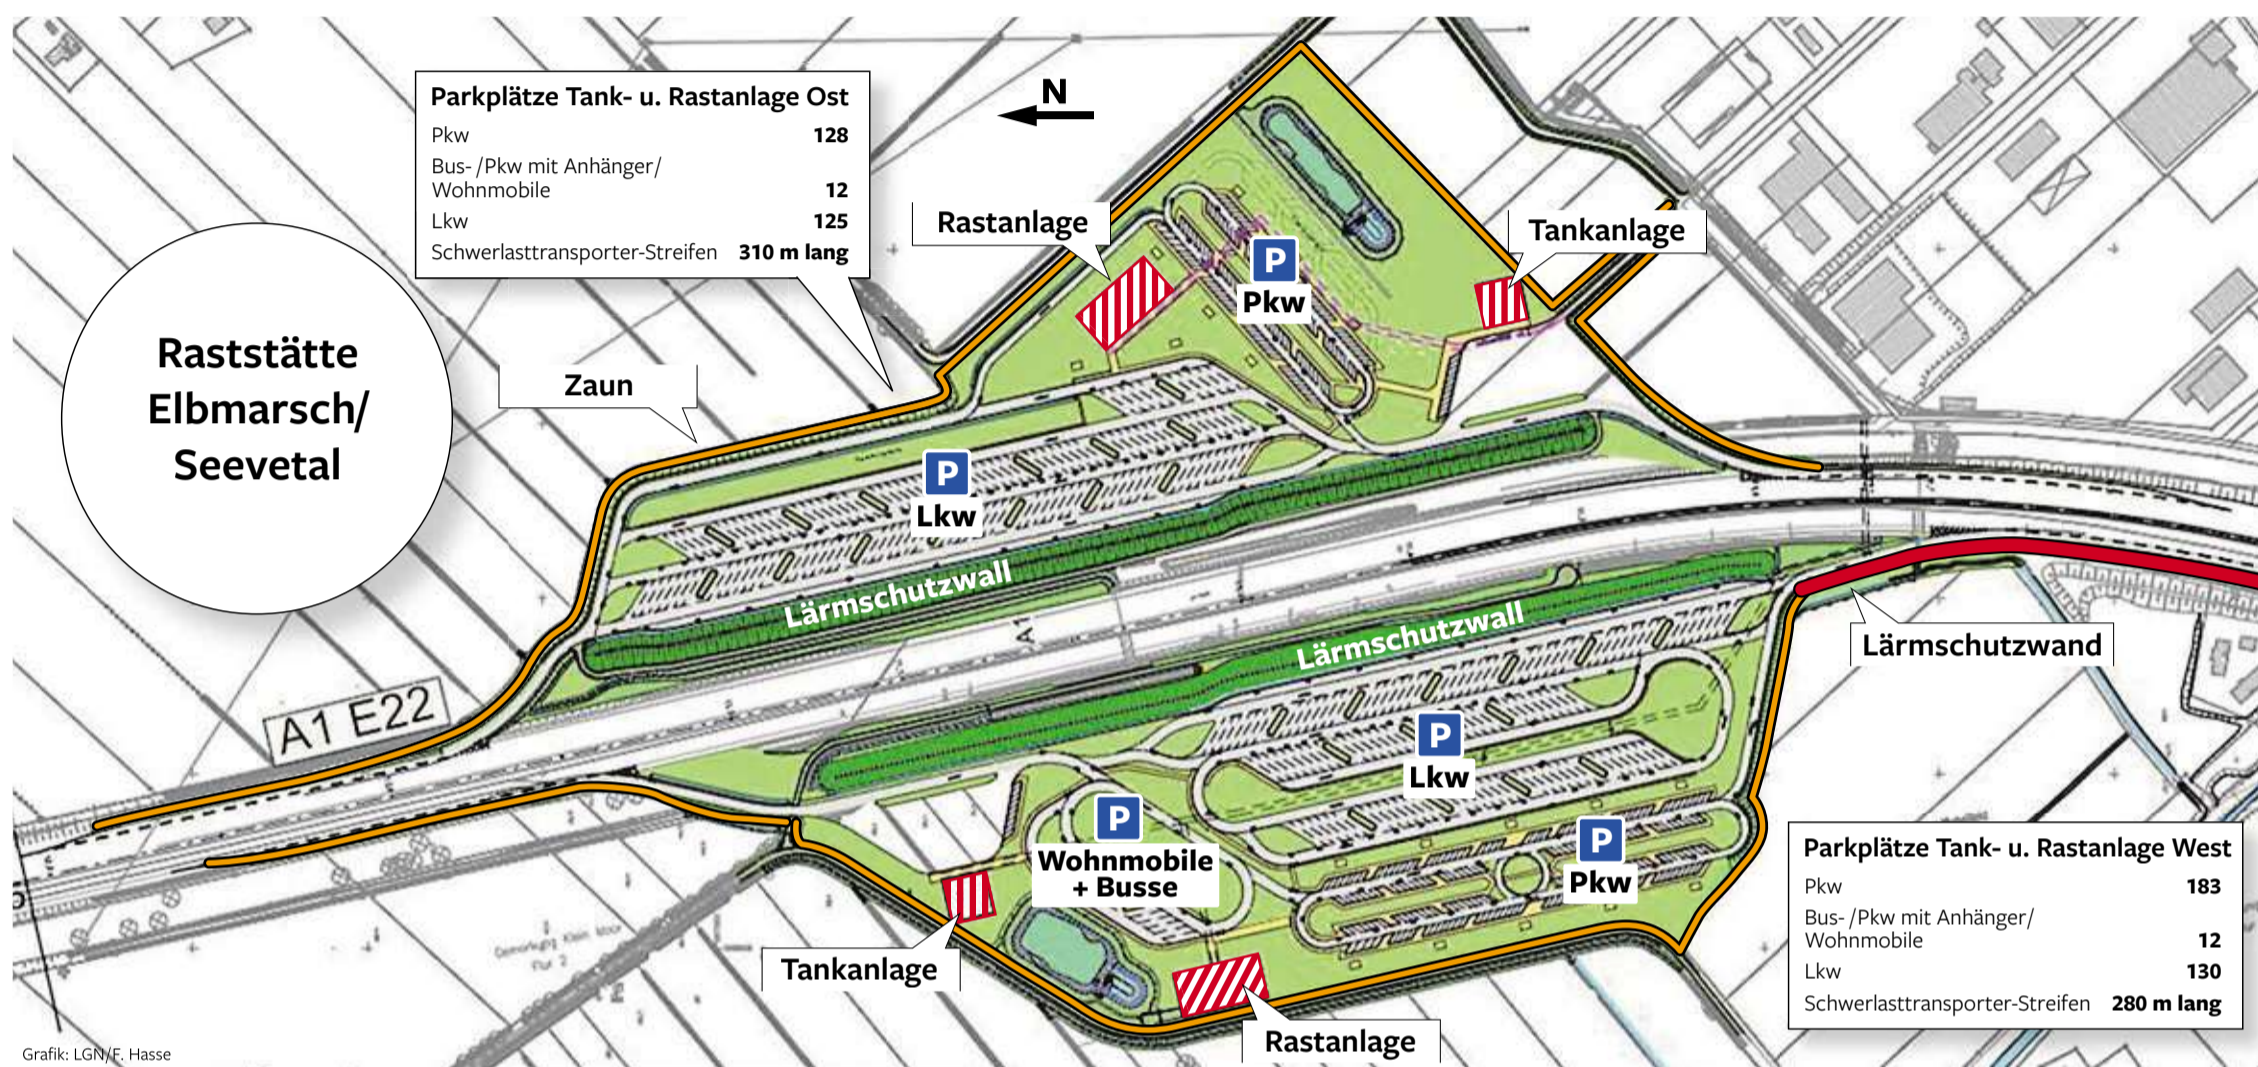 Parkplätze Tank- u. Rastanlage Ost
Pkw 128
Bus- /Pkw mit Anhänger/
Wohnmobile 12
Lkw 125
Schwerlasttransporter-Streifen 310 m lang
N
Rastanlage
Tankanlage
P
Pkw
Raststätte
Elbmarsch/
Seevetal
Zaun
P
Lkw
Lärmschutzwall
A1
Lärmschutzwall
Lärmschutzwand
A1 E22
P
Lkw
P
Wohnmobile
+ Busse
P
Pkw
Tankanlage
Rastanlage
Parkplätze Tank- u. Rastanlage West
Pkw 183
Bus- /Pkw mit Anhänger/
Wohnmobile 12
Lkw 130
Schwerlasttransporter-Streifen 280 m lang
Grafik: LGN/F. Hasse